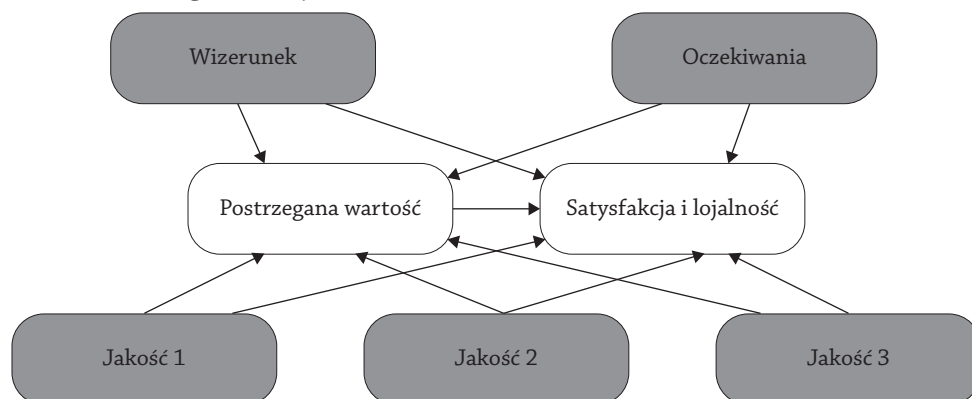 Wizerunek
Oczekiwania
Postrzegana wartość
Satysfakcja i lojalność
Jakość 1
Jakość 2
Jakość 3